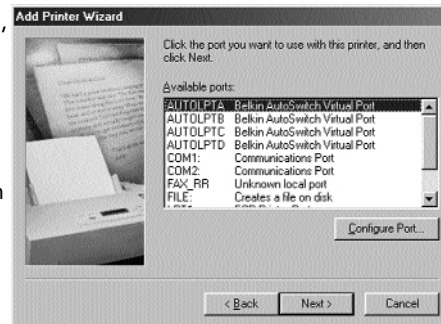 Add Printer Wizard
Click the port you want to use with this printer, and then
click Next.
Available ports:
AUTOLPTA Belkin AutoSwitch Virtual Port
AUTOLPTB Belkin AutoSwitch Virtual Port
AUTOLPTC Belkin AutoSwitch Virtual Port
AUTOLPTD Belkin AutoSwitch Virtual Port
COM1: Communications Port
COM2: Communications Port
FAX_RR Unknown local port
FILE: Creates a file on disk
Configure Port...
< Back Next > Cancel